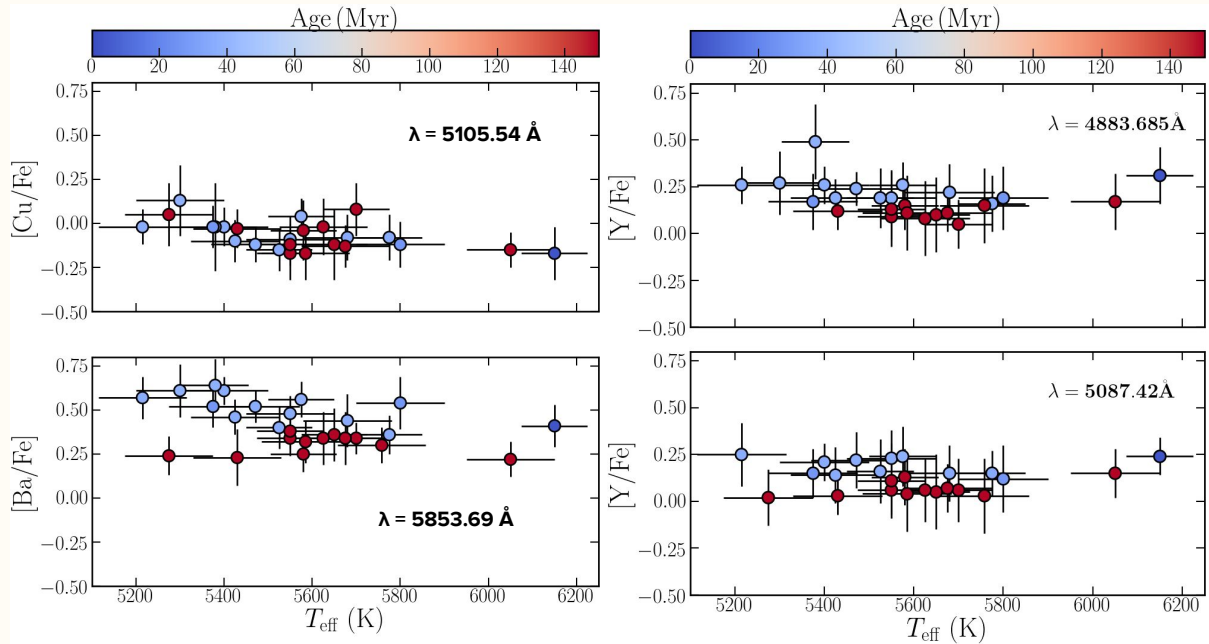 Age (Myr)
0 20 40 60 80 100 120 140
0.75
0.50
0.25
0.00
−0.25
−0.50
[Cu/Fe]
λ = 5105.54 Å
0.75
0.50
0.25
0.00
−0.25
−0.50
[Ba/Fe]
λ = 5853.69 Å
5200 5400 5600 5800 6000 6200
Teff (K)
Age (Myr)
0 20 40 60 80 100 120 140
0.75
0.50
0.25
0.00
−0.25
−0.50
[Y/Fe]
λ = 4883.685Å
0.75
0.50
0.25
0.00
−0.25
−0.50
[Y/Fe]
λ = 5087.42Å
5200 5400 5600 5800 6000 6200
Teff (K)